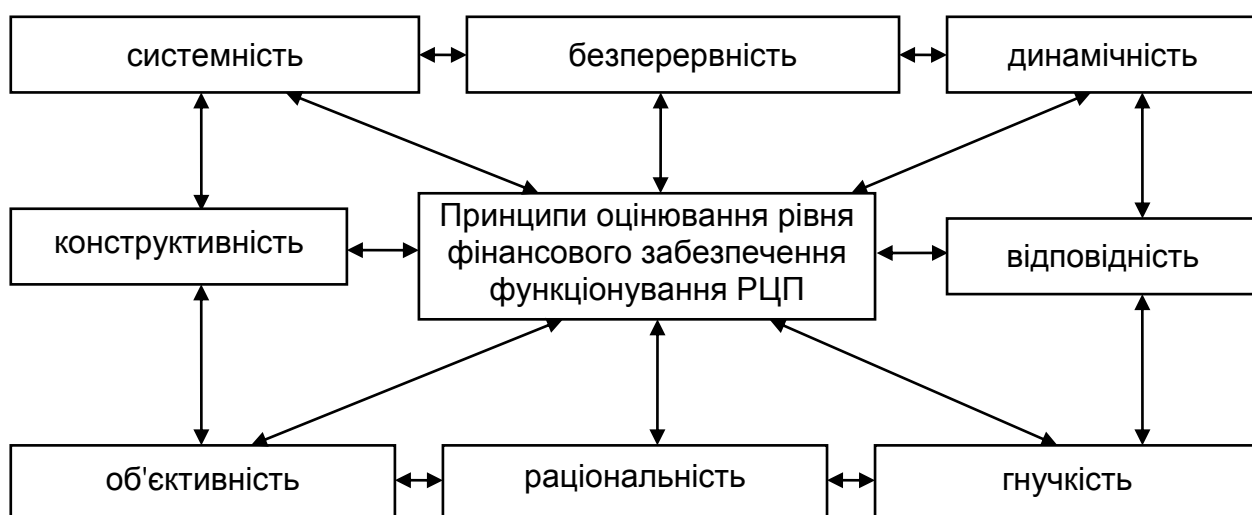 системність
безперервність
динамічність
конструктивність
Принципи оцінювання рівня
фінансового забезпечення
функціонування РЦП
відповідність
об'єктивність
раціональність
гнучкість